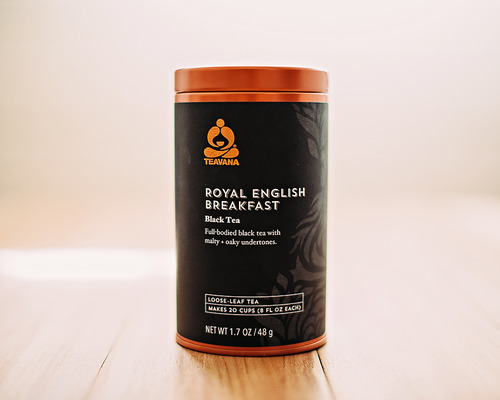 TEAVANA
ROYAL ENGLISH
BREAKFAST
Black Tea
Full-bodied black tea with
malty + oaky undertones.
LOOSE-LEAF TEA
MAKES 20 CUPS (8 FL OZ EACH)
NET WT 1.7 OZ / 48 g